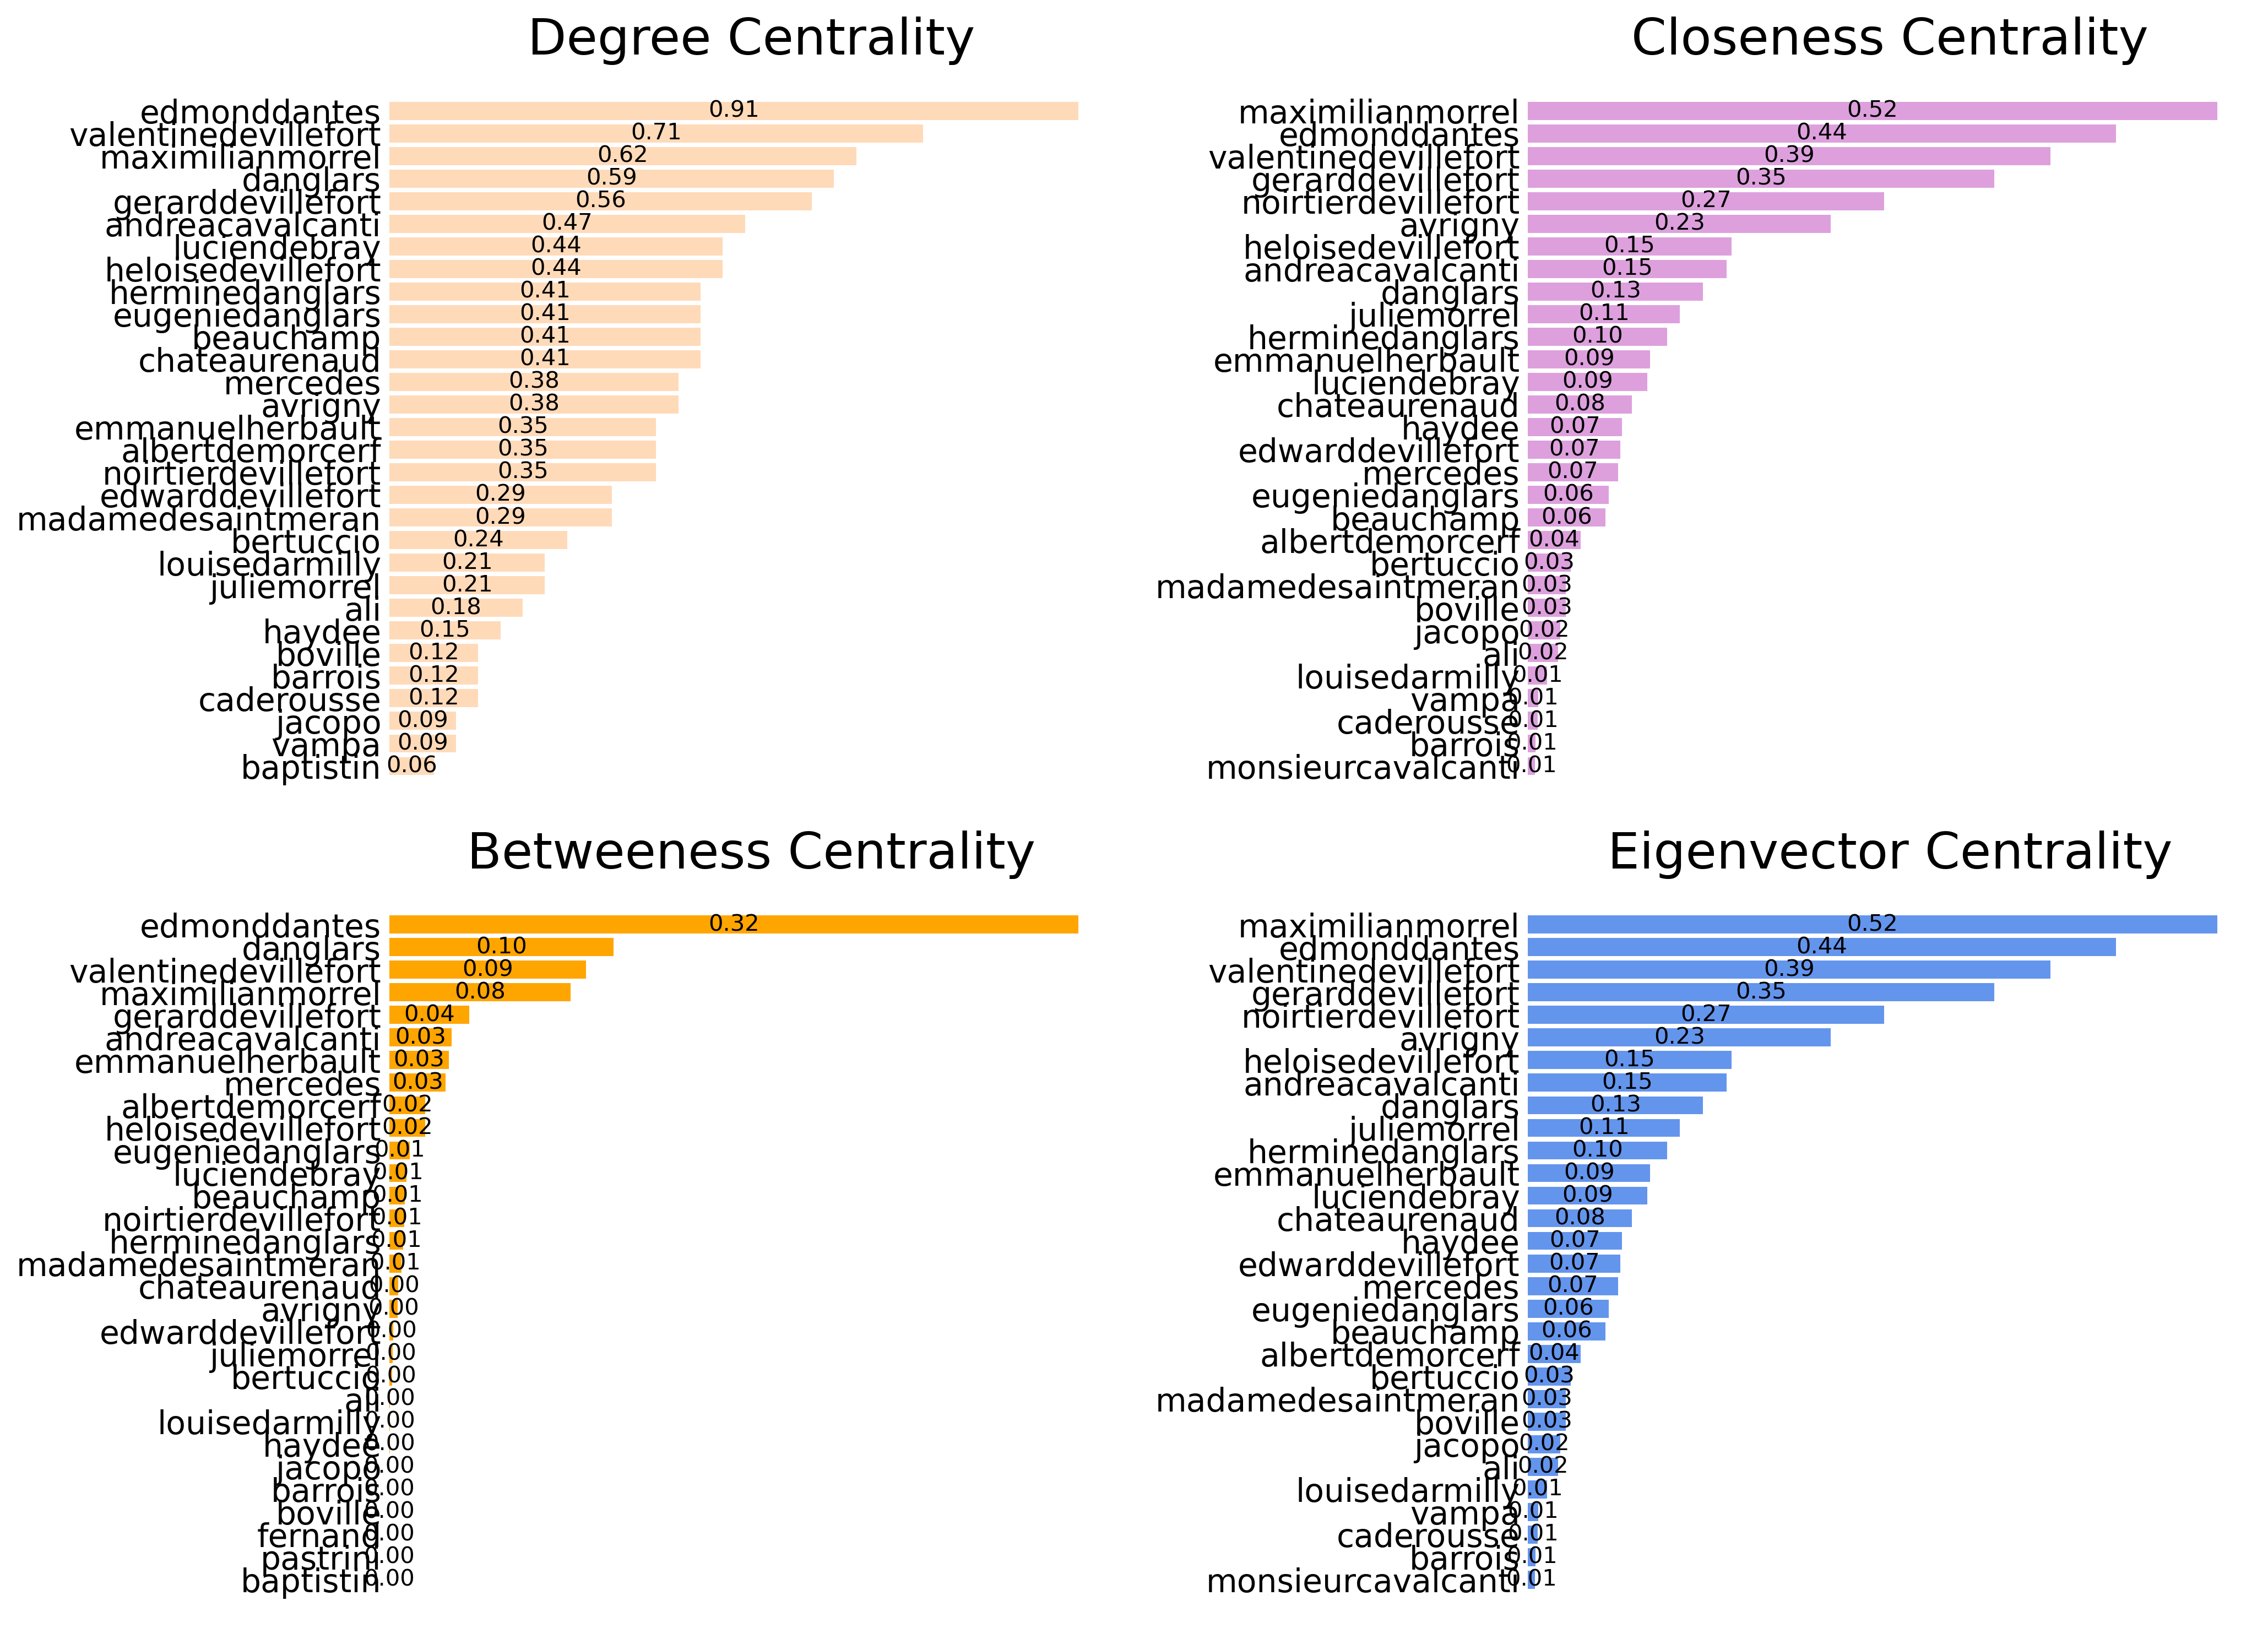 Degree Centrality
edmonddantes 0.91
valentinedevillefort 0.71
maximilianmorrel 0.62
danglars 0.59
gerarddevillefort 0.56
andreacavalcanti 0.47
luciendebray 0.44
heloisedevillefort 0.44
herminedanglars 0.41
eugeniedanglars 0.41
beauchamp 0.41
chateaurenaud 0.41
mercedes 0.38
avrigny 0.38
emmanuelherbault 0.35
albertdemorcerf 0.35
noirtierdevillefort 0.35
edwarddevillefort 0.29
madamedesaintmeran 0.29
bertuccio 0.24
louisedarmilly 0.21
juliemorrel 0.21
ali 0.18
haydee 0.15
boville 0.12
barrois 0.12
caderousse 0.12
jacopo 0.09
vampa 0.09
baptistin 0.06
Closeness Centrality
maximilianmorrel 0.52
edmonddantes 0.44
valentinedevillefort 0.39
gerarddevillefort 0.35
noirtierdevillefort 0.27
avrigny 0.23
heloisedevillefort 0.15
andreacavalcanti 0.15
danglars 0.13
juliemorrel 0.11
herminedanglars 0.10
emmanuelherbault 0.09
luciendebray 0.09
chateaurenaud 0.08
haydee 0.07
edwarddevillefort 0.07
mercedes 0.07
eugeniedanglars 0.06
beauchamp 0.06
albertdemorcerf 0.04
bertuccio 0.03
madamedesaintmeran 0.03
boville 0.03
jacopo 0.02
ali 0.02
louisedarmilly 0.01
vampa 0.01
caderousse 0.01
barrois 0.01
monsieurcavalcanti 0.01
Betweeness Centrality
edmonddantes 0.32
danglars 0.10
valentinedevillefort 0.09
maximilianmorrel 0.08
gerarddevillefort 0.04
andreacavalcanti 0.03
emmanuelherbault 0.03
mercedes 0.03
albertdemorcerf 0.02
heloisedevillefort 0.02
eugeniedanglars 0.01
luciendebray 0.01
beauchamp 0.01
noirtierdevillefort 0.01
herminedanglars 0.01
madamedesaintmeran 0.01
chateaurenaud 0.00
avrigny 0.00
edwarddevillefort 0.00
juliemorrel 0.00
bertuccio 0.00
ali 0.00
louisedarmilly 0.00
haydee 0.00
jacopo 0.00
barrois 0.00
boville 0.00
fernand 0.00
pastrini 0.00
baptistin 0.00
Eigenvector Centrality
maximilianmorrel 0.52
edmonddantes 0.44
valentinedevillefort 0.39
gerarddevillefort 0.35
noirtierdevillefort 0.27
avrigny 0.23
heloisedevillefort 0.15
andreacavalcanti 0.15
danglars 0.13
juliemorrel 0.11
herminedanglars 0.10
emmanuelherbault 0.09
luciendebray 0.09
chateaurenaud 0.08
haydee 0.07
edwarddevillefort 0.07
mercedes 0.07
eugeniedanglars 0.06
beauchamp 0.06
albertdemorcerf 0.04
bertuccio 0.03
madamedesaintmeran 0.03
boville 0.03
jacopo 0.02
ali 0.02
louisedarmilly 0.01
vampa 0.01
caderousse 0.01
barrois 0.01
monsieurcavalcanti 0.01